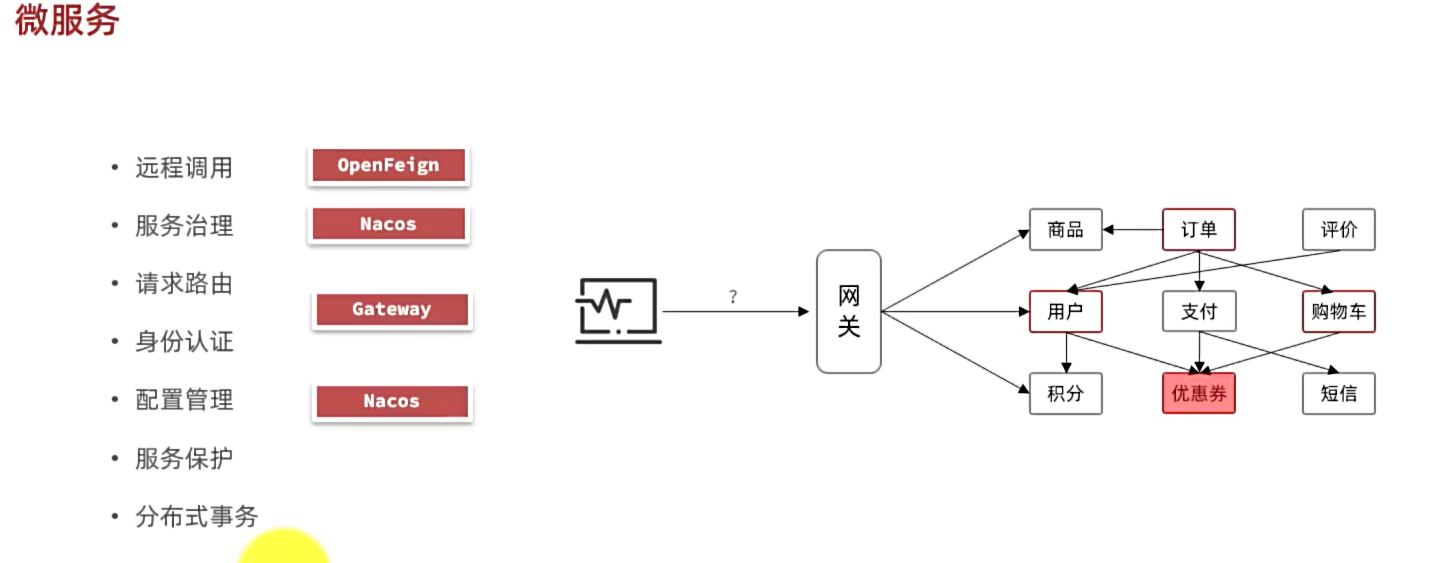 微服务
远程调用
OpenFeign
服务治理
Nacos
请求路由
Gateway
身份认证
配置管理
Nacos
服务保护
分布式事务
?
网
关
商品
订单
评价
用户
支付
购物车
积分
优惠券
短信